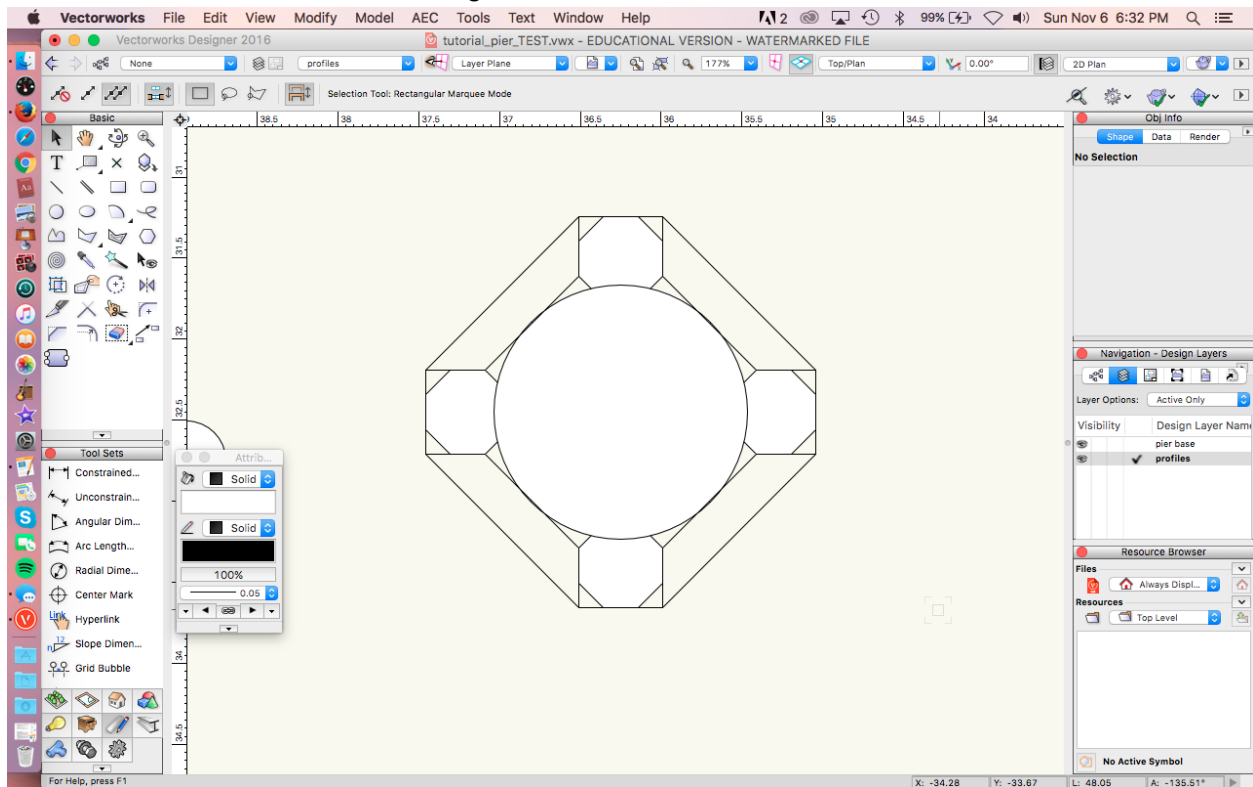 Vectorworks File Edit View Modify Model AEC Tools Text Window Help 2 99% Sun Nov 6 6:32 PM
Vectorworks Designer 2016 tutorial_pier_TEST.vwx - EDUCATIONAL VERSION - WATERMARKED FILE
None profiles Layer Plane 177% Top/Plan 0.00° 2D Plan
Selection Tool: Rectangular Marquee Mode
Basic
38.5 38 37.5 37 36.5 36 35.5 35 34.5 34
Obj Info
Shape Data Render
No Selection
31
31.5
32
32.5
34
34.5
Navigation - Design Layers
Layer Options: Active Only
Visibility Design Layer Name
pier base
profiles
Tool Sets
Constrained...
Unconstrain...
Angular Dim...
Arc Length...
Radial Dime...
Center Mark
Hyperlink
Slope Dimen...
Grid Bubble
Attrib...
Solid
Solid
100%
0.05
Resource Browser
Files
Always Displ...
Resources
Top Level
No Active Symbol
For Help, press F1
X: -34.28 Y: -33.67 L: 48.05 A: -135.51°